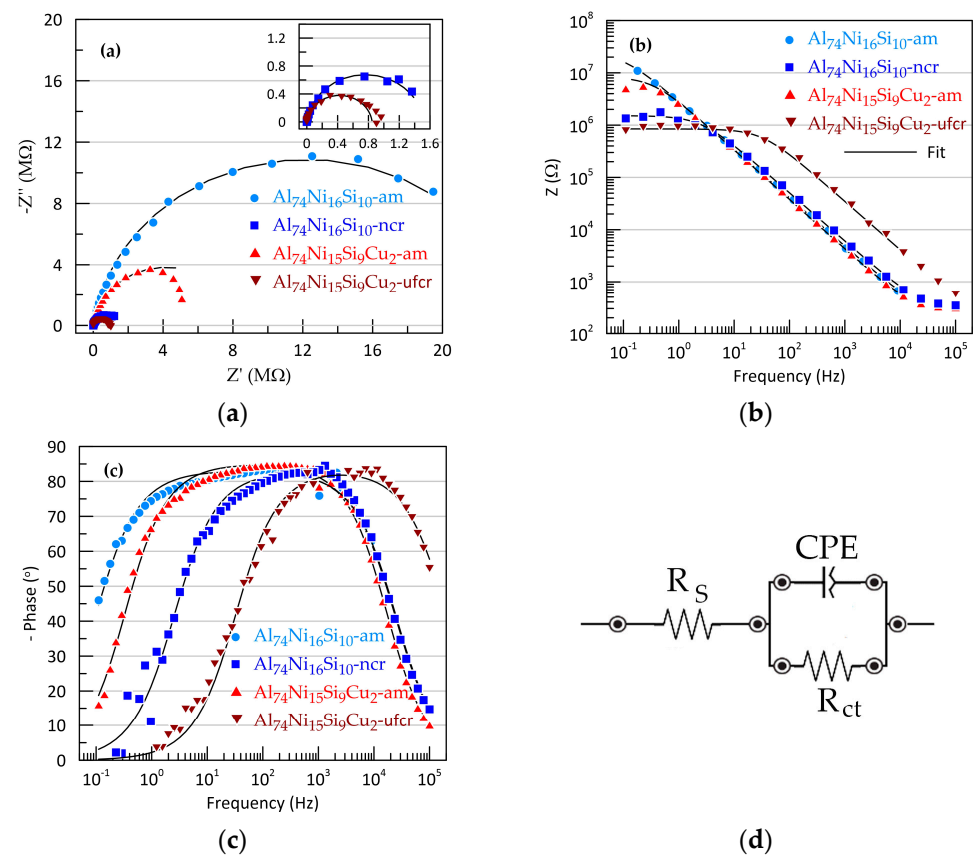 (a)
-Z'' (MΩ)
20
16
12
8
4
0
0 4 8 12 16 20
Z' (MΩ)
1.2
0.8
0.4
0
0 0.4 0.8 1.2 1.6
Al74Ni16Si10-am
Al74Ni16Si10-ncr
Al74Ni15Si9Cu2-am
Al74Ni15Si9Cu2-ufcr
(a)
(b)
Z (Ω)
10^8
10^7
10^6
10^5
10^4
10^3
10^2
10^-1 10^0 10^1 10^2 10^3 10^4 10^5
Frequency (Hz)
Al74Ni16Si10-am
Al74Ni16Si10-ncr
Al74Ni15Si9Cu2-am
Al74Ni15Si9Cu2-ufcr
Fit
(b)
(c)
- Phase (°)
90
80
70
60
50
40
30
20
10
0
10^-1 10^0 10^1 10^2 10^3 10^4 10^5
Frequency (Hz)
Al74Ni16Si10-am
Al74Ni16Si10-ncr
Al74Ni15Si9Cu2-am
Al74Ni15Si9Cu2-ufcr
(c)
CPE
RS
Rct
(d)